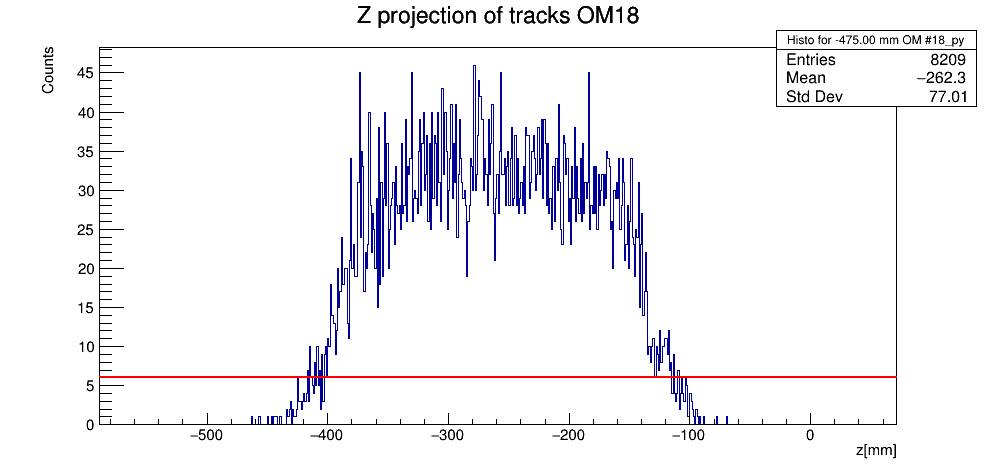 Z projection of tracks OM18
Histo for -475.00 mm OM #18_py
Entries 8209
Mean −262.3
Std Dev 77.01
Counts
45
40
35
30
25
20
15
10
5
0
−500 −400 −300 −200 −100 0
z[mm]